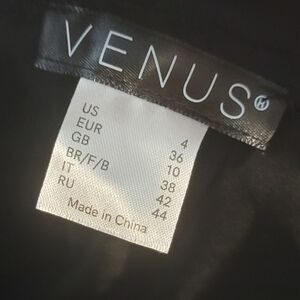 VENUS
US 4
EUR 36
GB 10
BR/F/B 38
IT 42
RU 44
Made in China